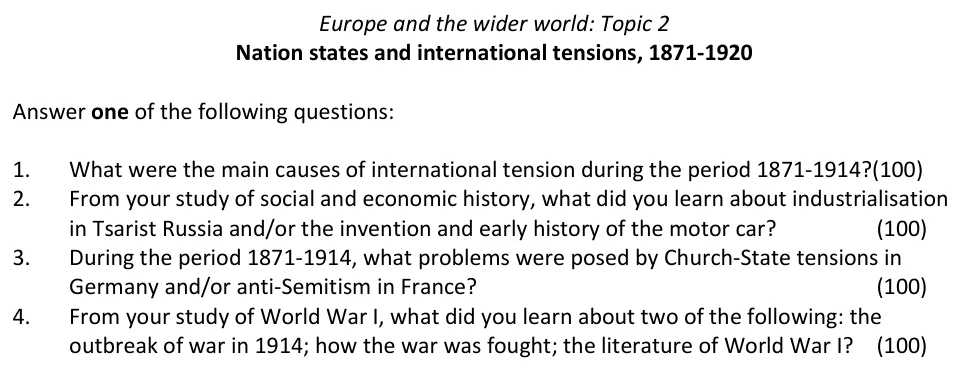 Europe and the wider world: Topic 2
Nation states and international tensions, 1871-1920
Answer one of the following questions:
1. What were the main causes of international tension during the period 1871-1914?(100)
2. From your study of social and economic history, what did you learn about industrialisation
in Tsarist Russia and/or the invention and early history of the motor car? (100)
3. During the period 1871-1914, what problems were posed by Church-State tensions in
Germany and/or anti-Semitism in France? (100)
4. From your study of World War I, what did you learn about two of the following: the
outbreak of war in 1914; how the war was fought; the literature of World War I? (100)